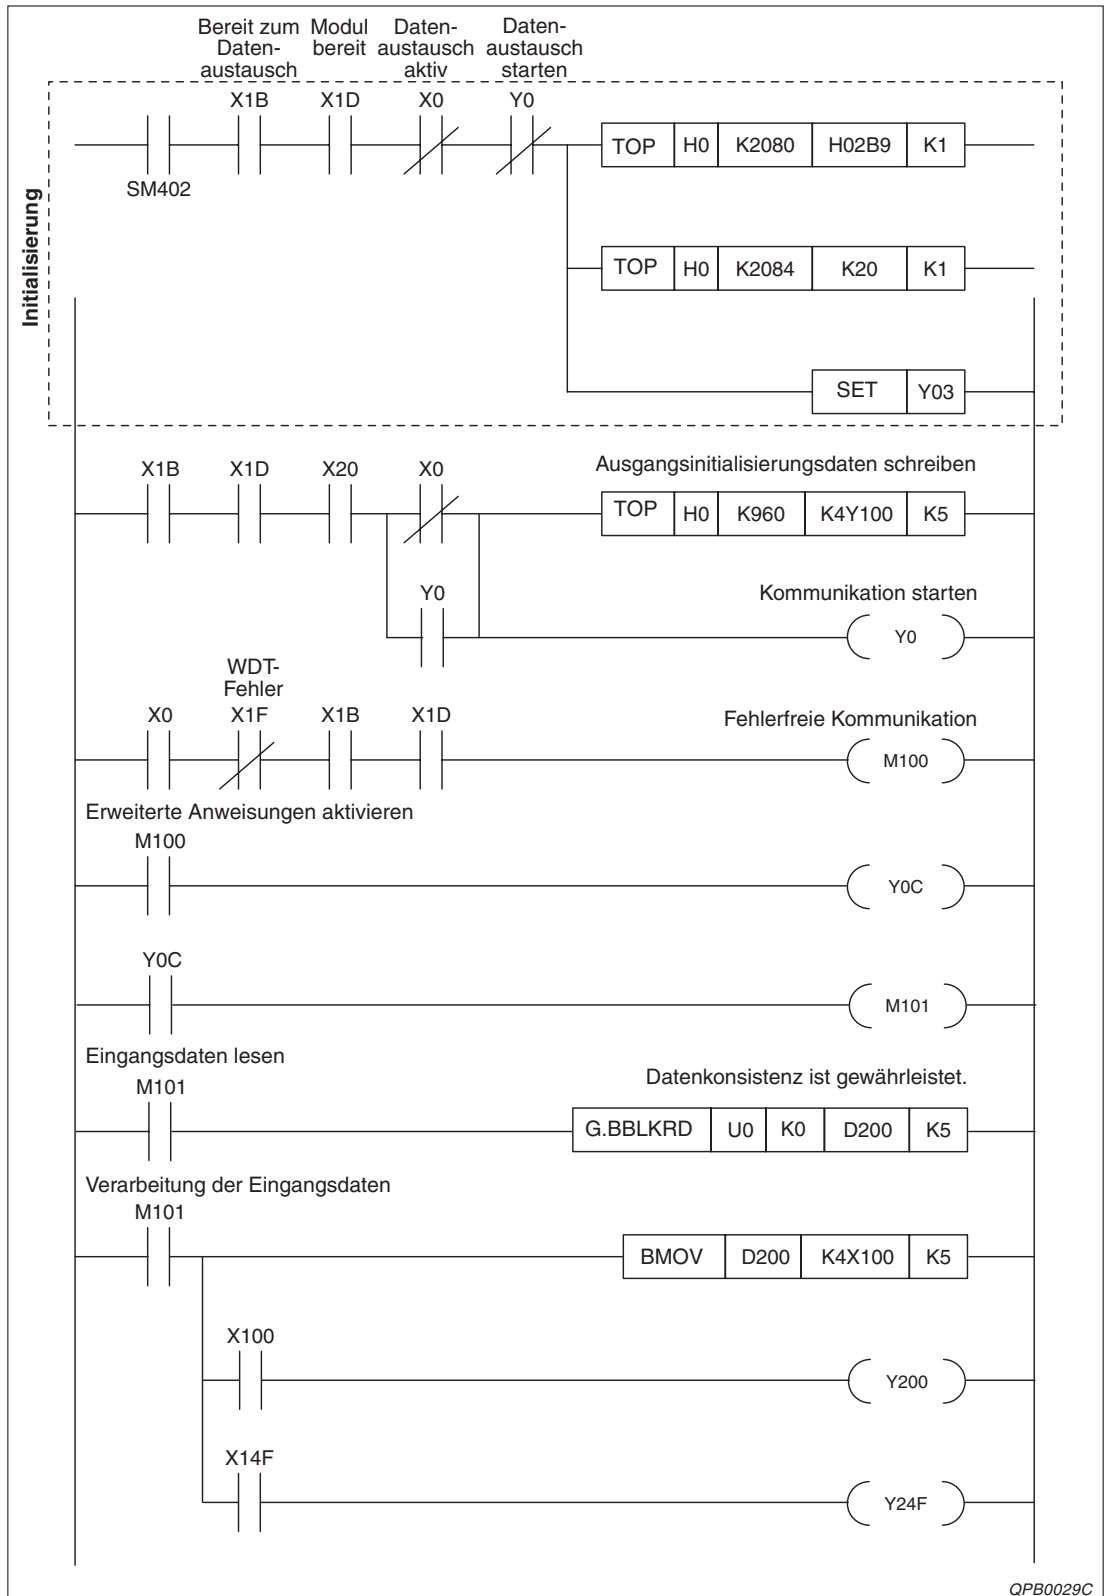 Bereit zum Modul Daten- Daten-
Daten- bereit austausch austausch
austausch aktiv starten
X1B X1D X0 Y0
TOP H0 K2080 H02B9 K1
SM402
Initialisierung
TOP H0 K2084 K20 K1
SET Y03
X1B X1D X20 X0 Ausgangsinitialisierungsdaten schreiben
TOP H0 K960 K4Y100 K5
Y0 Kommunikation starten
Y0
WDT-
Fehler
X0 X1F X1B X1D Fehlerfreie Kommunikation
M100
Erweiterte Anweisungen aktivieren
M100
Y0C
Y0C
M101
Eingangsdaten lesen
M101 Datenkonsistenz ist gewährleistet.
G.BBLKRD U0 K0 D200 K5
Verarbeitung der Eingangsdaten
M101
BMOV D200 K4X100 K5
X100
Y200
X14F
Y24F
QPB0029C